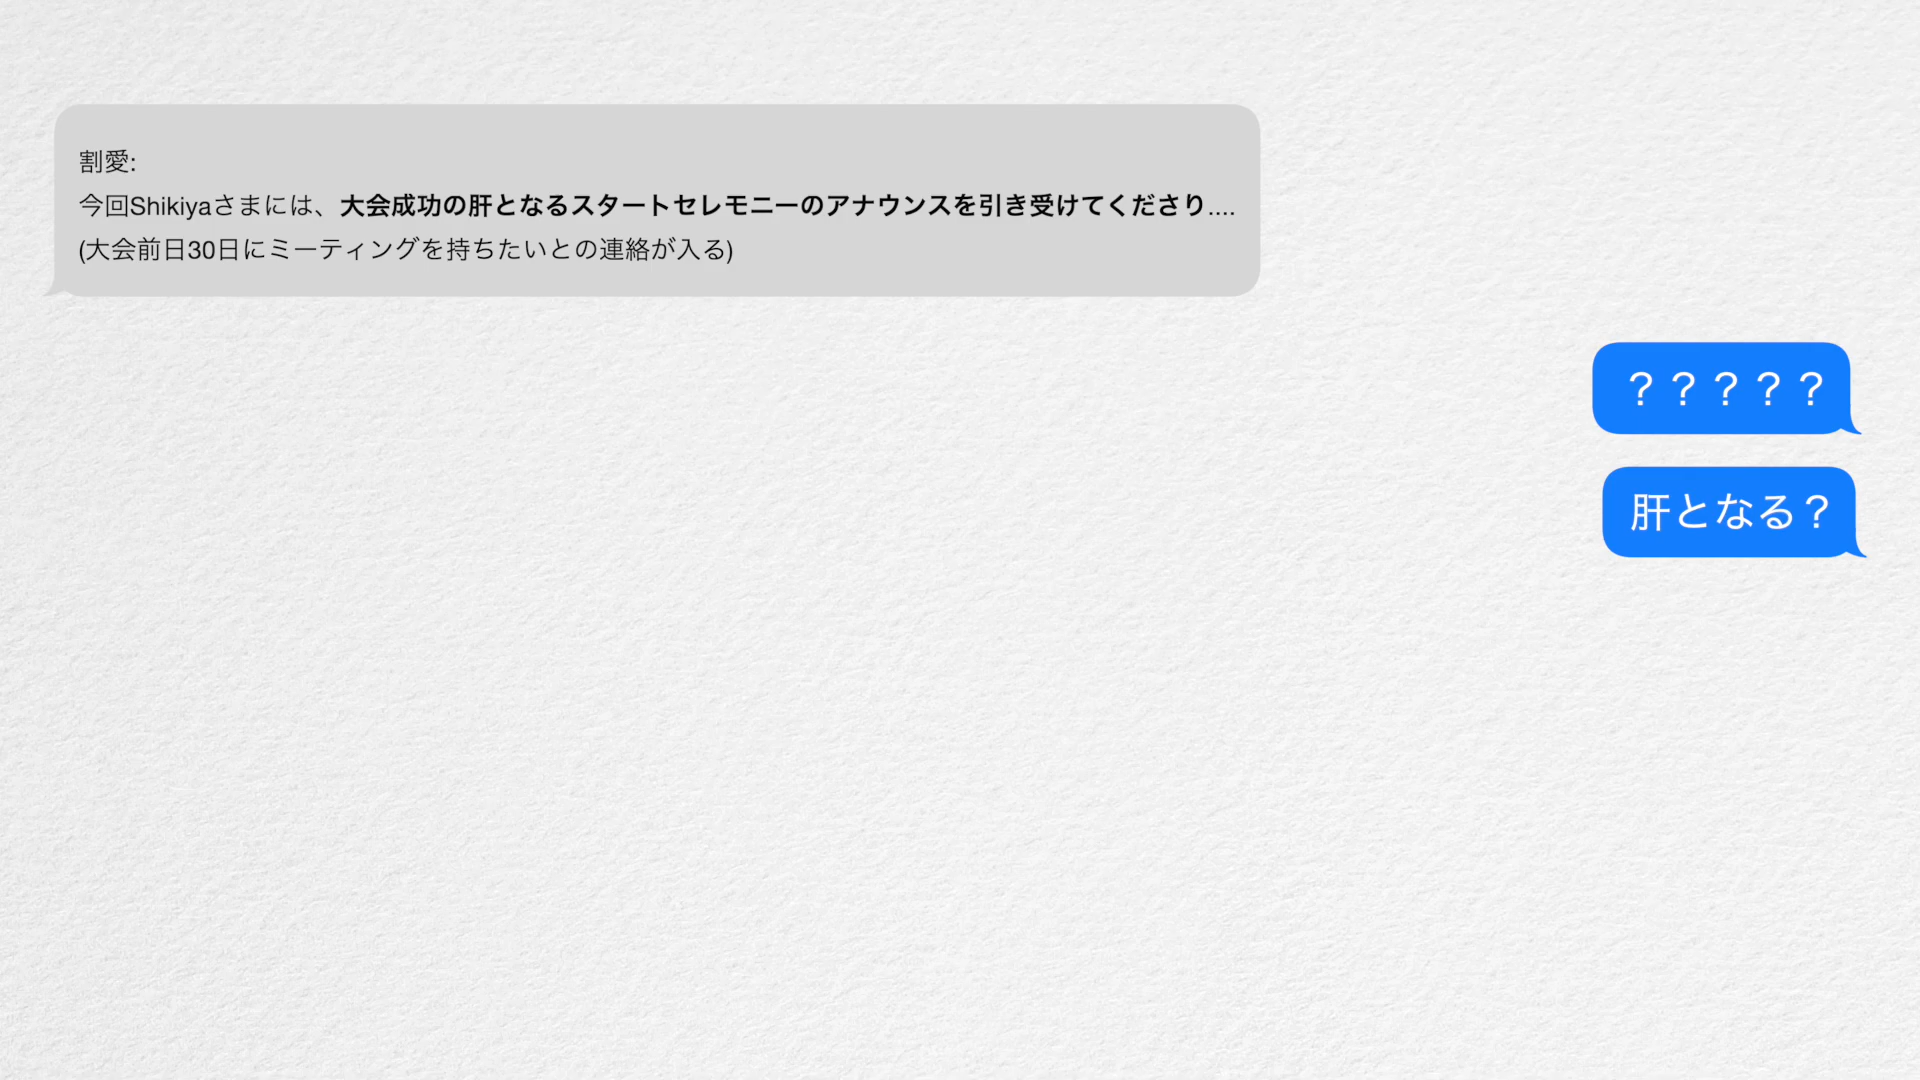 割愛:
今回Shikiyaさまには、大会成功の肝となるスタートセレモニーのアナウンスを引き受けてくださり....
(大会前日30日にミーティングを持ちたいとの連絡が入る)
？？？？？
肝となる？